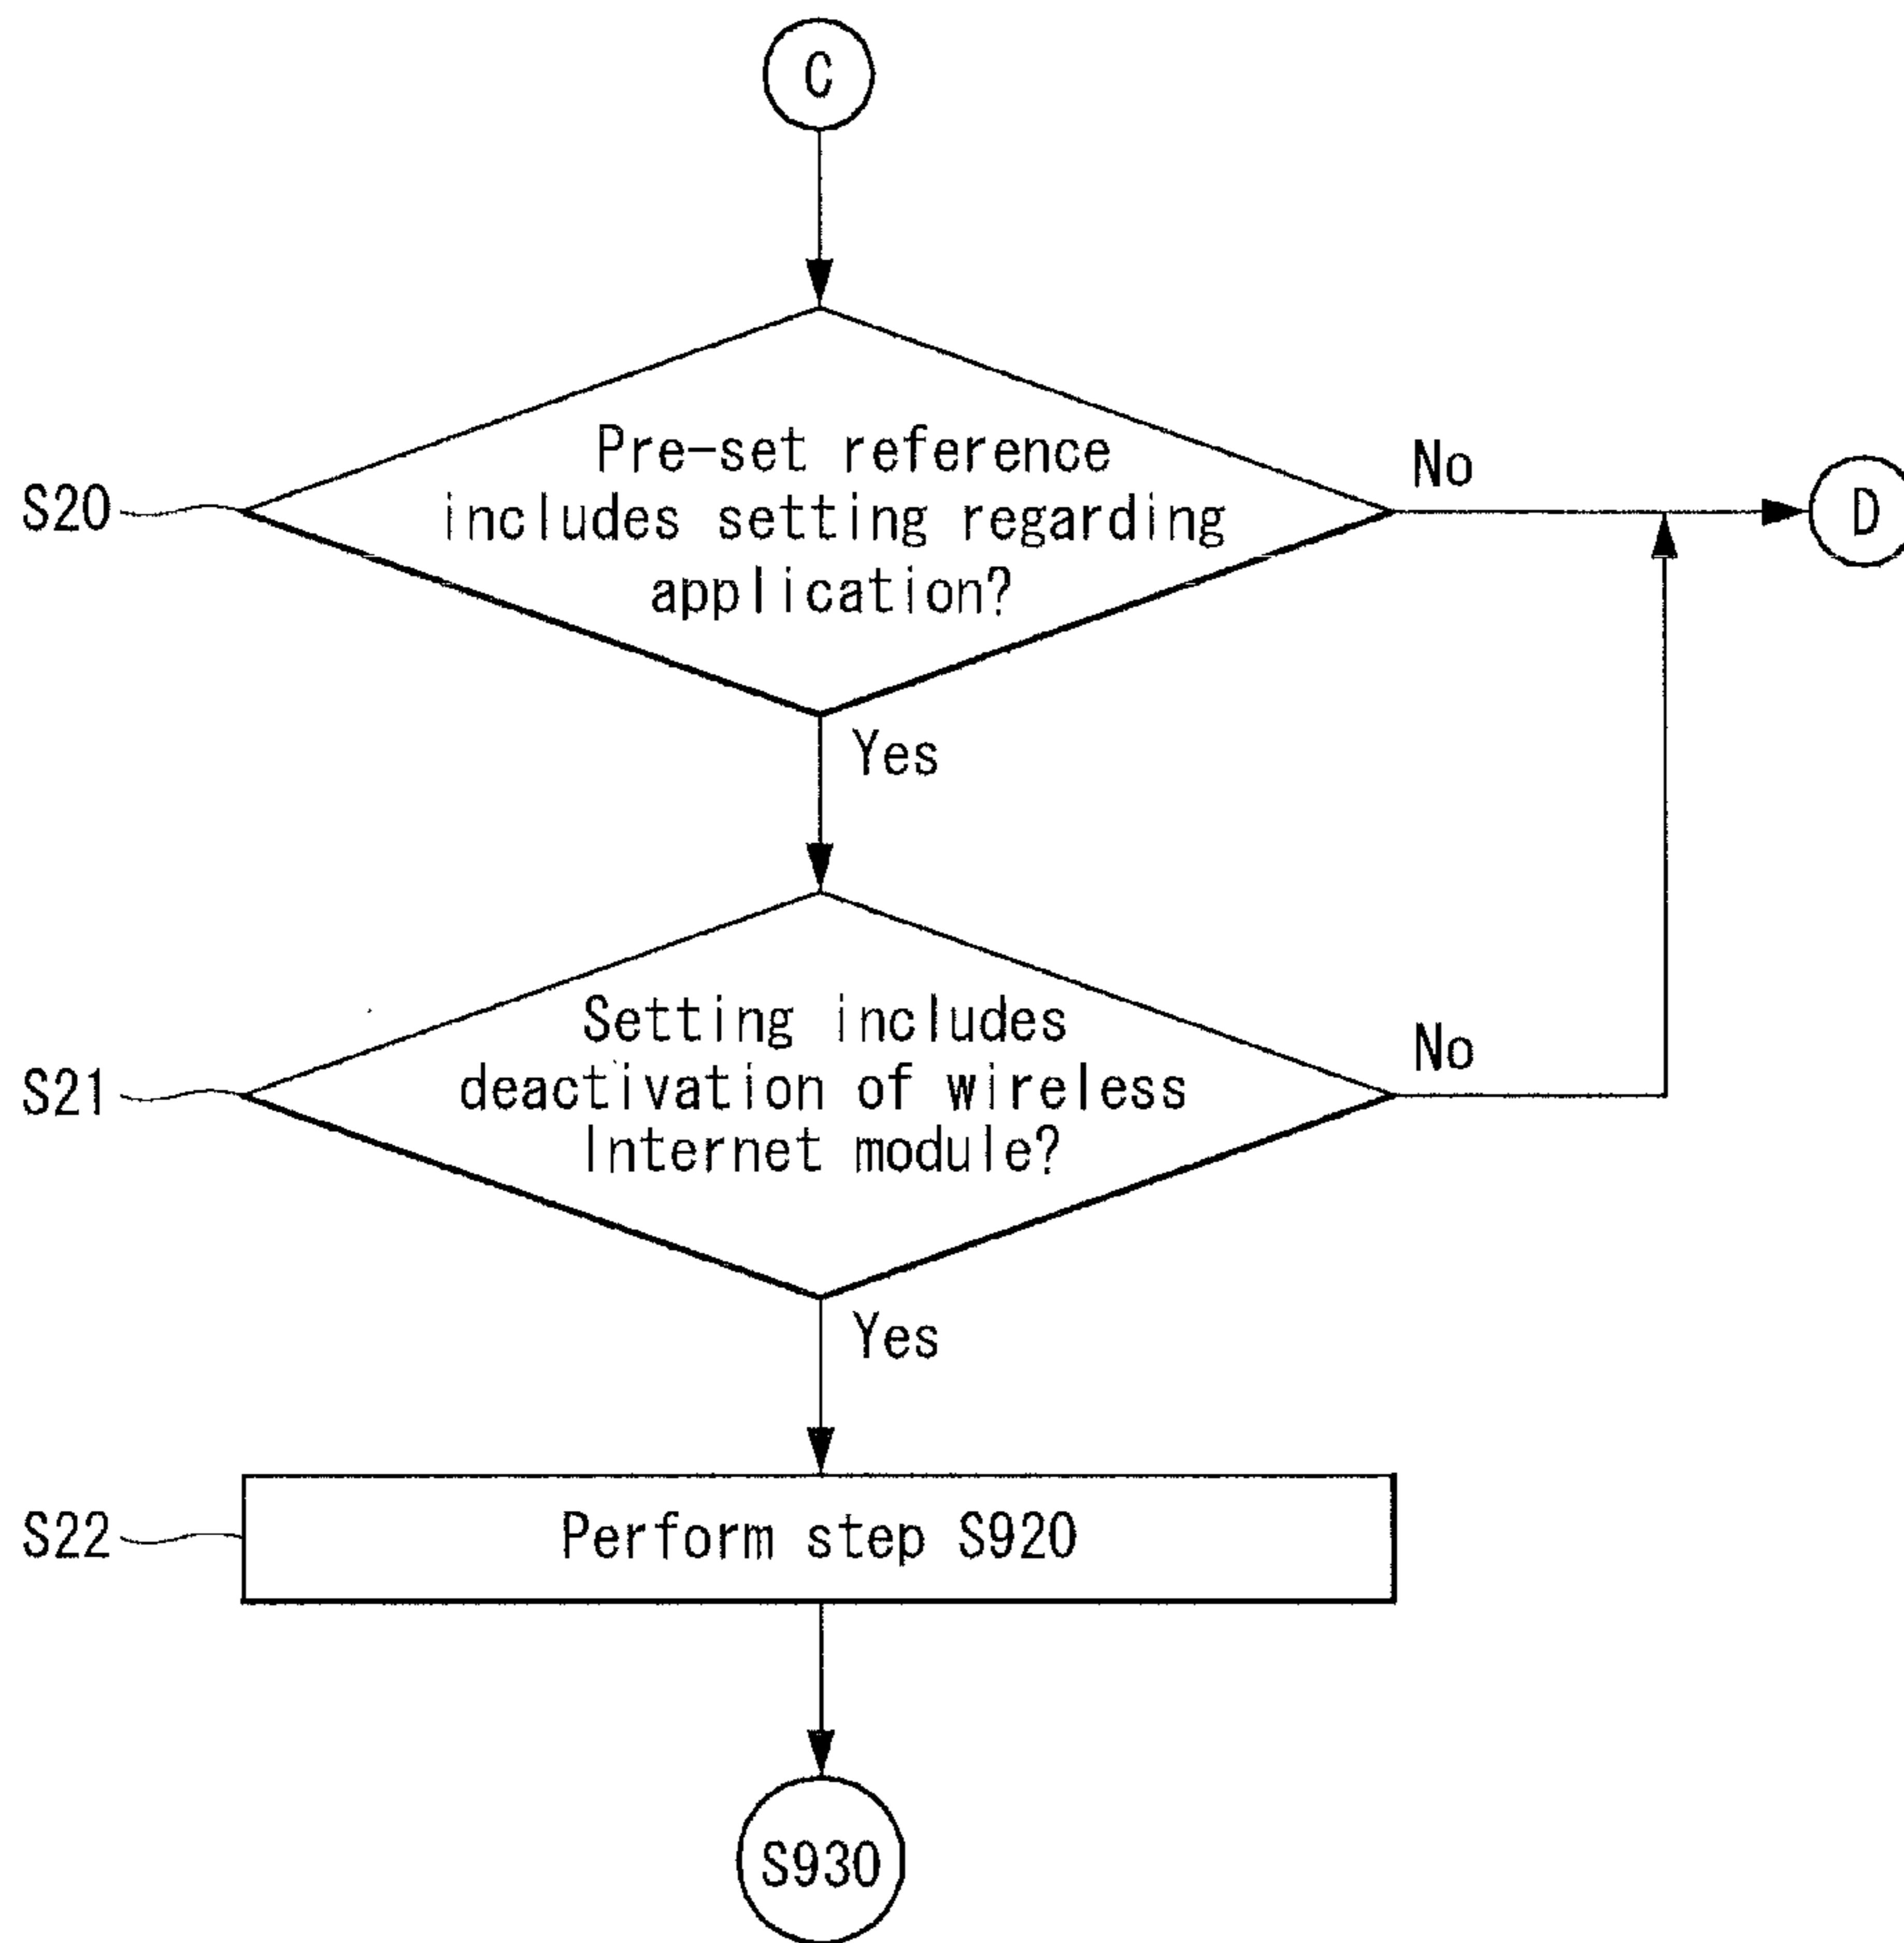 C
Pre-set reference
includes setting regarding
application?
No
D
S20
Yes
Setting includes
deactivation of wireless
Internet module?
No
S21
Yes
S22
Perform step S920
S930